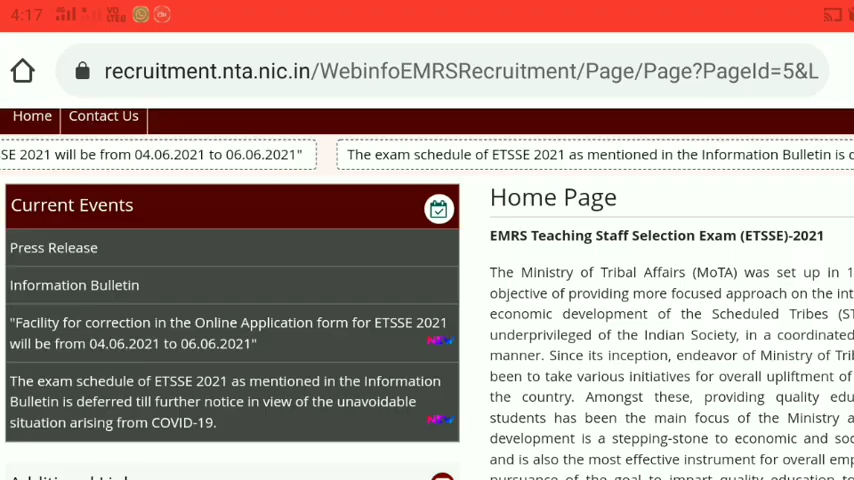 4:17
VO
LTE
recruitment.nta.nic.in/WebinfoEMRSRecruitment/Page/Page?PageId=5&L
Home
Contact Us
SE 2021 will be from 04.06.2021 to 06.06.2021"
The exam schedule of ETSSE 2021 as mentioned in the Information Bulletin is d
Current Events
Press Release
Information Bulletin
"Facility for correction in the Online Application form for ETSSE 2021
will be from 04.06.2021 to 06.06.2021"
NEW
The exam schedule of ETSSE 2021 as mentioned in the Information
Bulletin is deferred till further notice in view of the unavoidable
situation arising from COVID-19.
NEW
Home Page
EMRS Teaching Staff Selection Exam (ETSSE)-2021
The Ministry of Tribal Affairs (MoTA) was set up in 1
objective of providing more focused approach on the int
economic development of the Scheduled Tribes (ST
underprivileged of the Indian Society, in a coordinated
manner. Since its inception, endeavor of Ministry of Trib
been to take various initiatives for overall upliftment of
the country. Amongst these, providing quality edu
students has been the main focus of the Ministry a
development is a stepping-stone to economic and soc
and is also the most effective instrument for overall emp